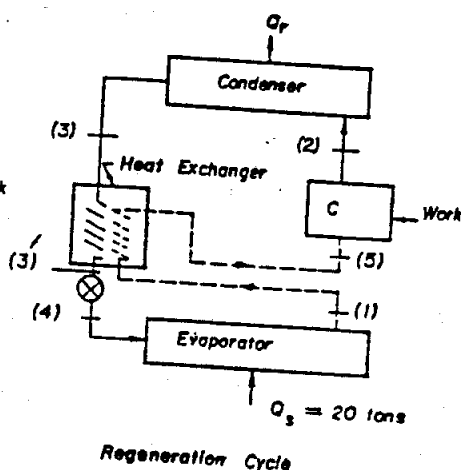 Qr
Condenser
(3)
(2)
Heat Exchanger
k
C
Work
(3)′
(5)
(4)
(1)
Evaporator
Qs = 20 tons
Regeneration Cycle